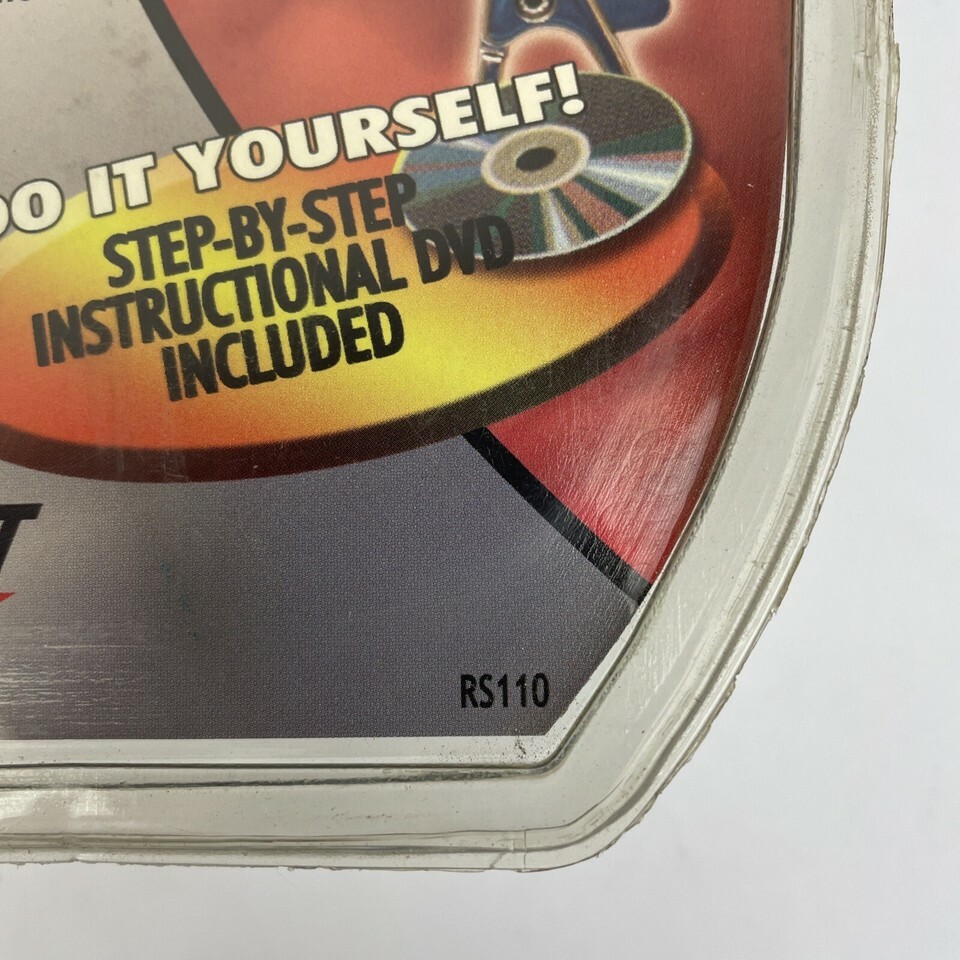 DO IT YOURSELF!
STEP-BY-STEP
INSTRUCTIONAL DVD
INCLUDED
T
RS110